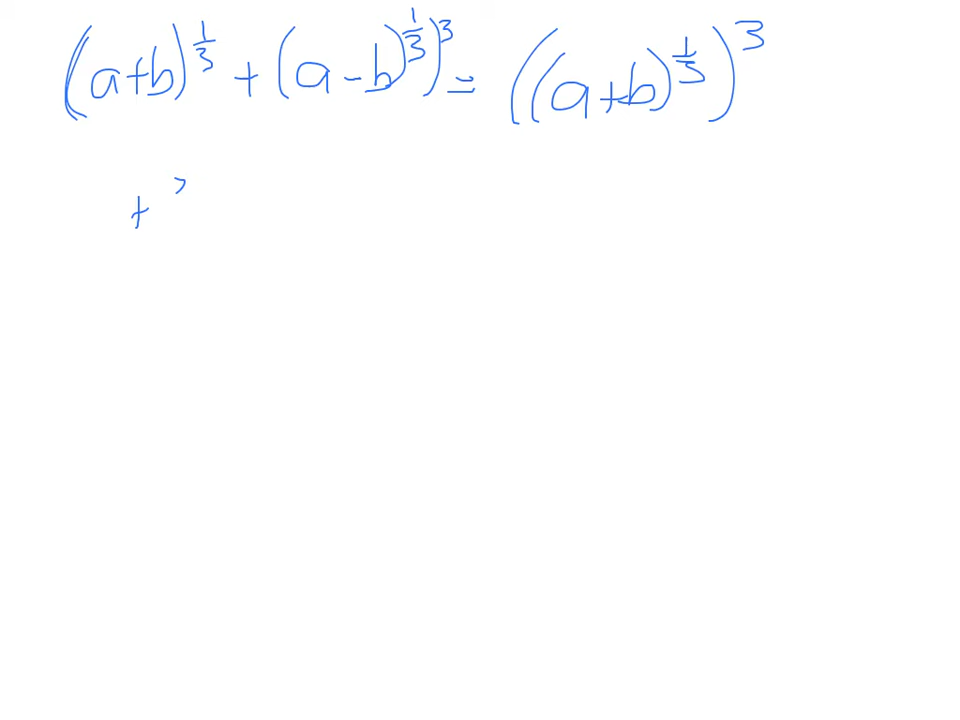 ((a+b)^{1/3} + (a-b)^{1/3})^3 = ((a+b)^{1/3})^3
+